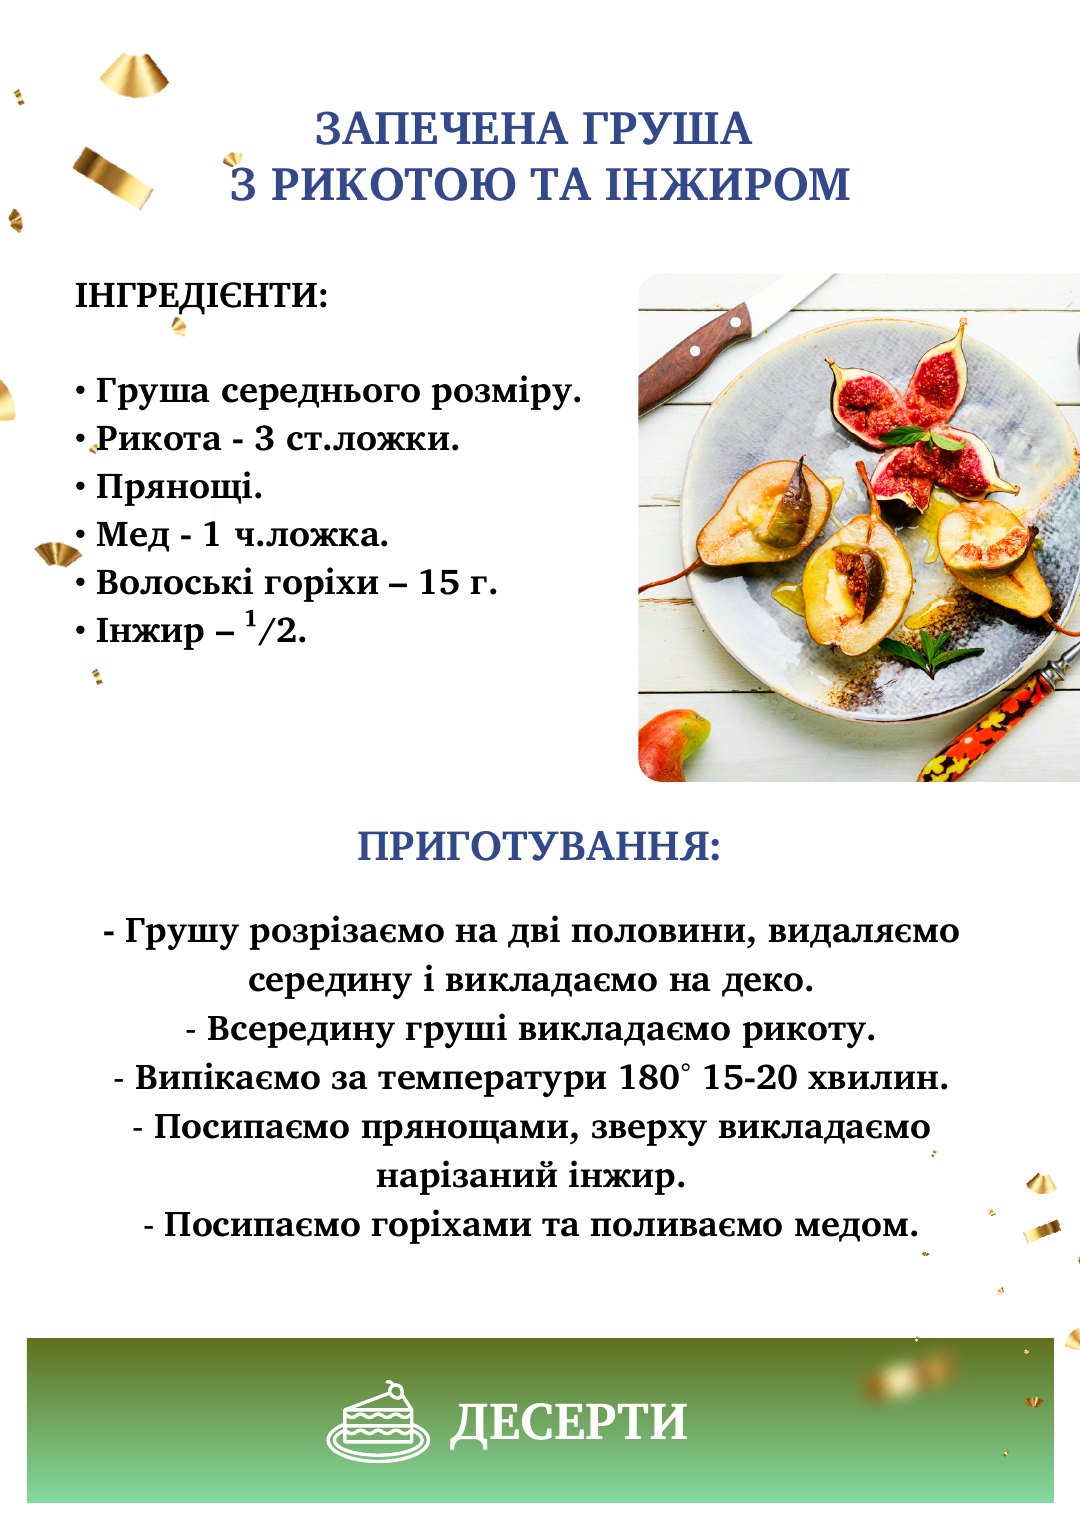 ЗАПЕЧЕНА ГРУША
З РИКОТОЮ ТА ІНЖИРОМ
ІНГРЕДІЄНТИ:
• Груша середнього розміру.
• Рикота - 3 ст.ложки.
• Прянощі.
• Мед - 1 ч.ложка.
• Волоські горіхи – 15 г.
• Інжир – ¹/2.
ПРИГОТУВАННЯ:
- Грушу розрізаємо на дві половини, видаляємо
середину і викладаємо на деко.
- Всередину груші викладаємо рикоту.
- Випікаємо за температури 180° 15-20 хвилин.
- Посипаємо прянощами, зверху викладаємо
нарізаний інжир.
- Посипаємо горіхами та поливаємо медом.
ДЕСЕРТИ